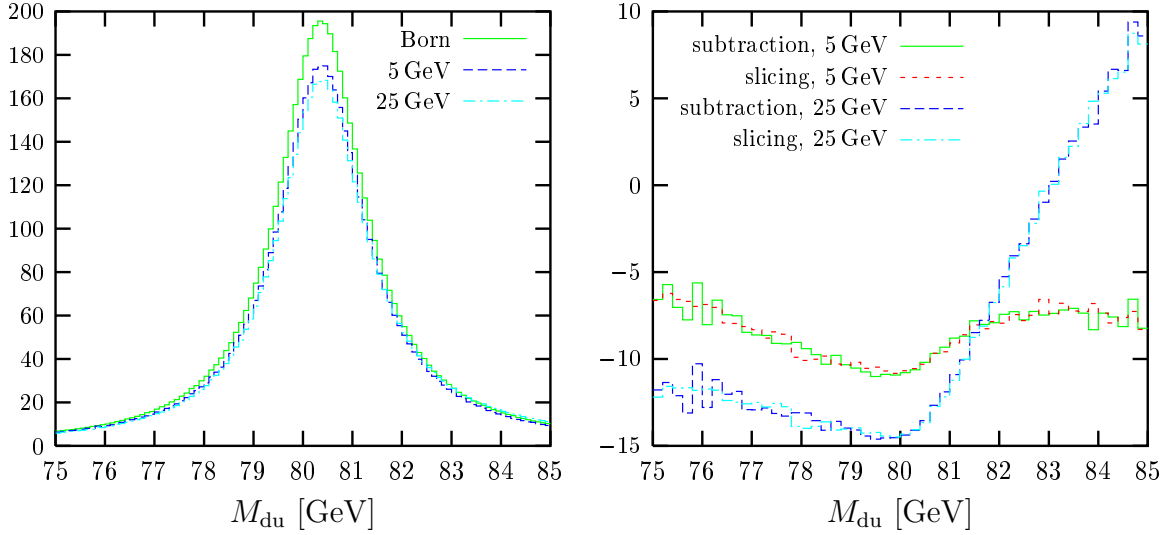 200
180
160
140
120
100
80
60
40
20
0
75 76 77 78 79 80 81 82 83 84 85
M_du [GeV]
Born
5 GeV
25 GeV
10
5
0
−5
−10
−15
75 76 77 78 79 80 81 82 83 84 85
M_du [GeV]
subtraction, 5 GeV
slicing, 5 GeV
subtraction, 25 GeV
slicing, 25 GeV